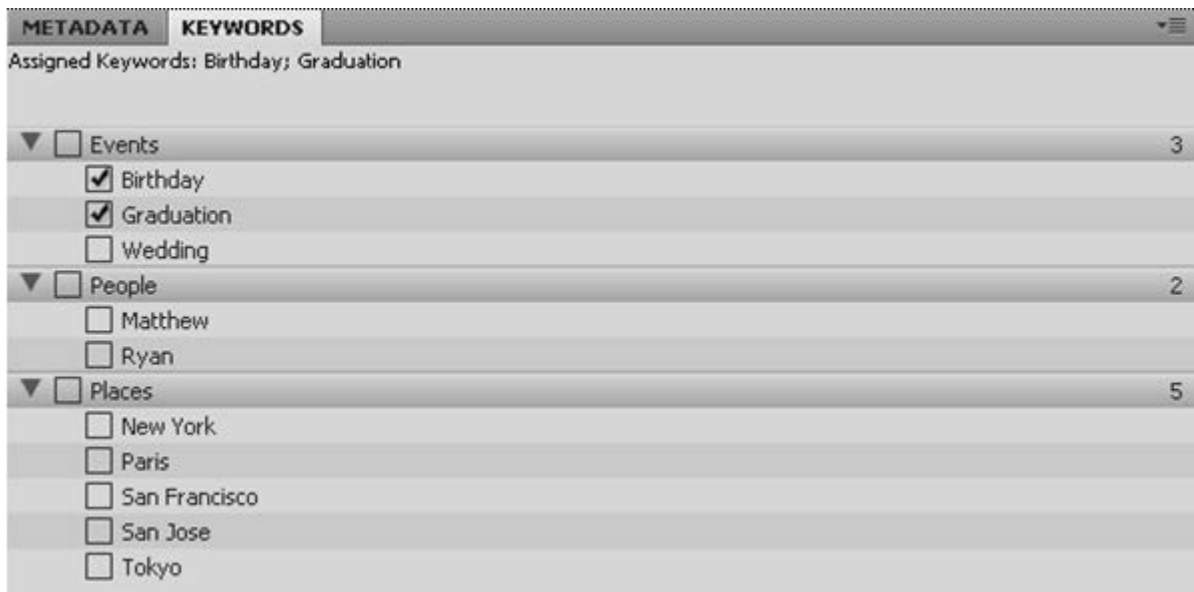 METADATA KEYWORDS
Assigned Keywords: Birthday; Graduation
Events 3
Birthday
Graduation
Wedding
People 2
Matthew
Ryan
Places 5
New York
Paris
San Francisco
San Jose
Tokyo